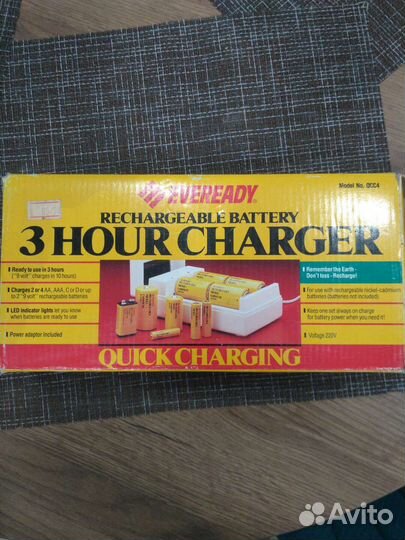 EVEREADY
Model No. QCC4
RECHARGEABLE BATTERY
3 HOUR CHARGER
Ready to use in 3 hours
("9 volt" charges in 10 hours)
Charges 2 or 4 AA, AAA, C or D or up
to 2 "9 volt" rechargeable batteries
LED indicator lights let you know
when batteries are ready to use
Power adaptor included
Remember the Earth -
Don't toss - Recharge!
For use with rechargeable nickel-cadmium
batteries (batteries not included)
Keep one set always on charge
for battery power when you need it!
Voltage 220V
QUICK CHARGING
Avito